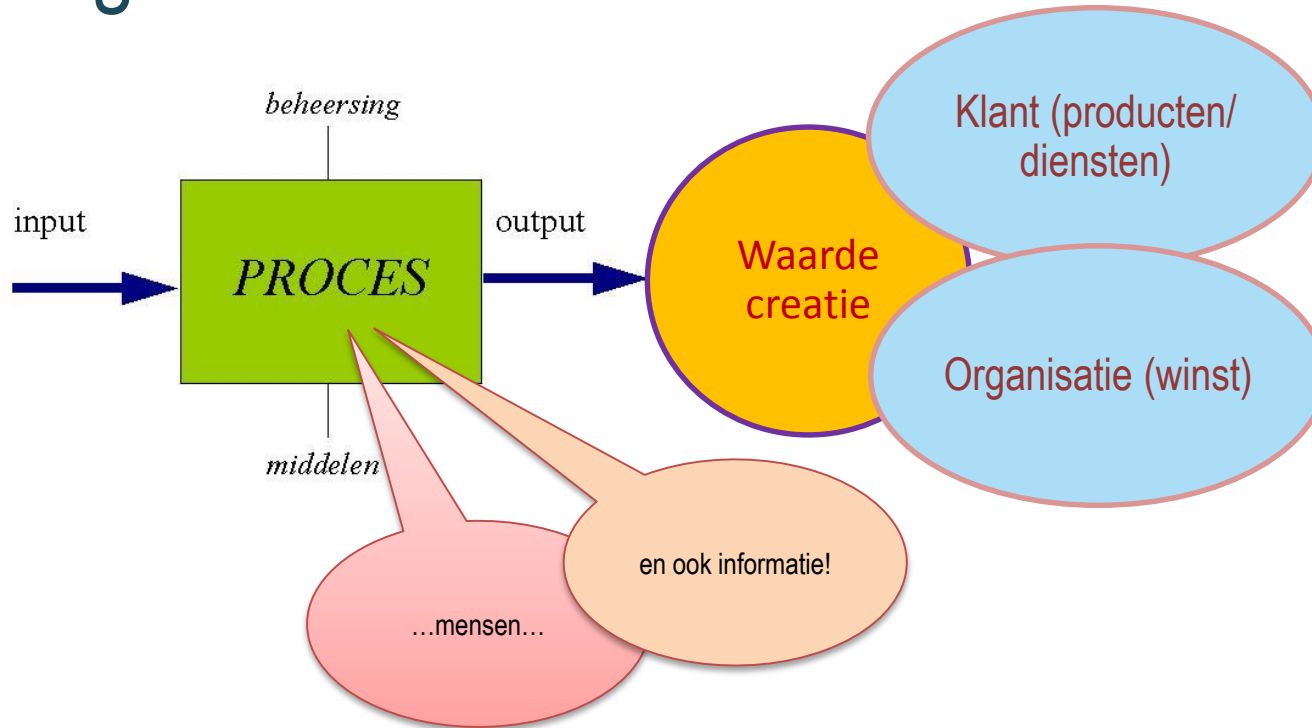 beheersing
input
PROCES
output
middelen
Waarde
creatie
Klant (producten/
diensten)
Organisatie (winst)
...mensen...
en ook informatie!